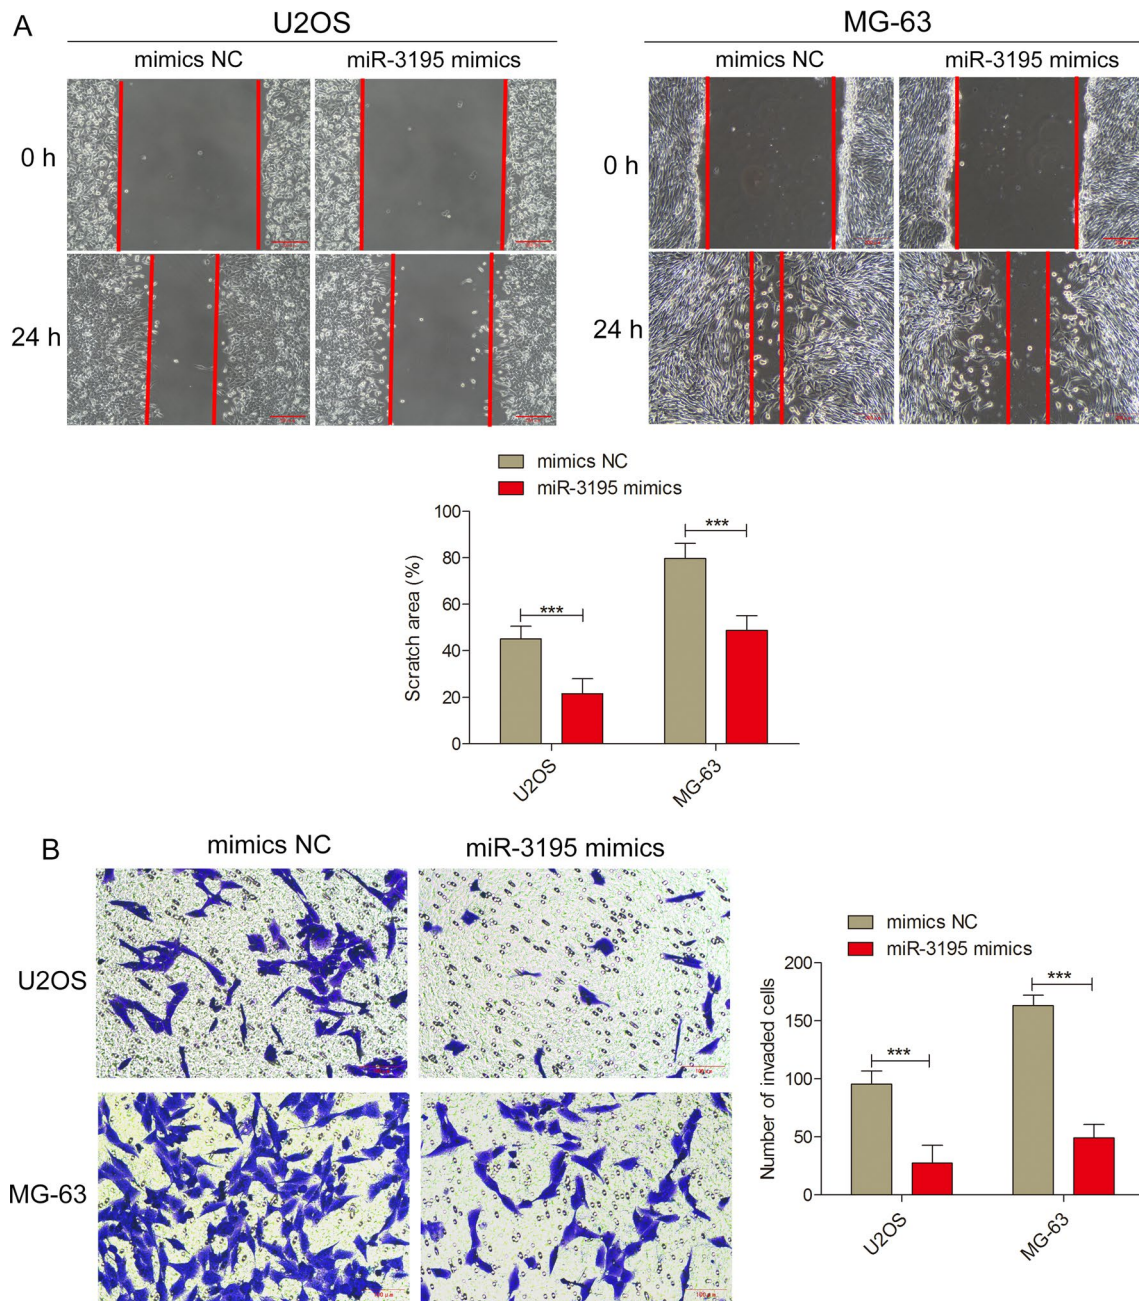 A
U2OS
MG-63
mimics NC
miR-3195 mimics
mimics NC
miR-3195 mimics
0 h
0 h
24 h
24 h
mimics NC
miR-3195 mimics
Scratch area (%)
100
80
60
40
20
0
***
***
U2OS
MG-63
B
mimics NC
miR-3195 mimics
U2OS
MG-63
mimics NC
miR-3195 mimics
Number of invaded cells
200
150
100
50
0
***
***
U2OS
MG-63